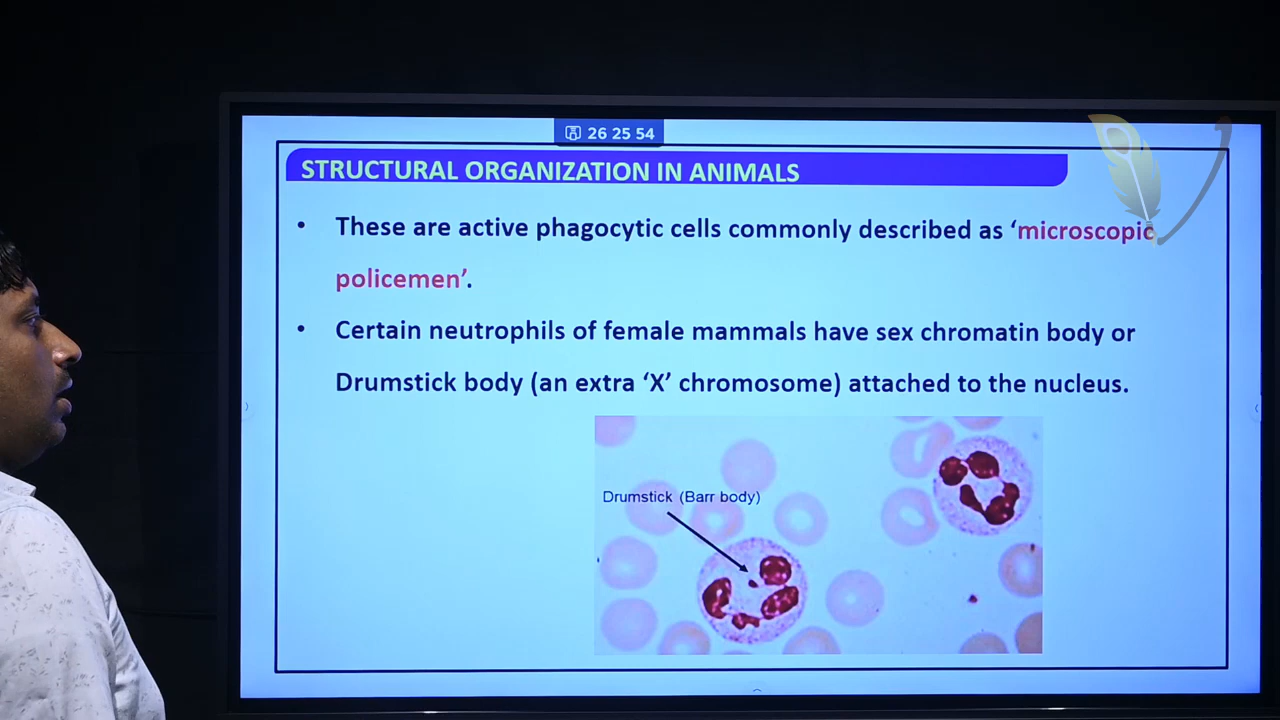 26 25 54
STRUCTURAL ORGANIZATION IN ANIMALS
• These are active phagocytic cells commonly described as ‘microscopic
policemen’.
• Certain neutrophils of female mammals have sex chromatin body or
Drumstick body (an extra ‘X’ chromosome) attached to the nucleus.
Drumstick (Barr body)